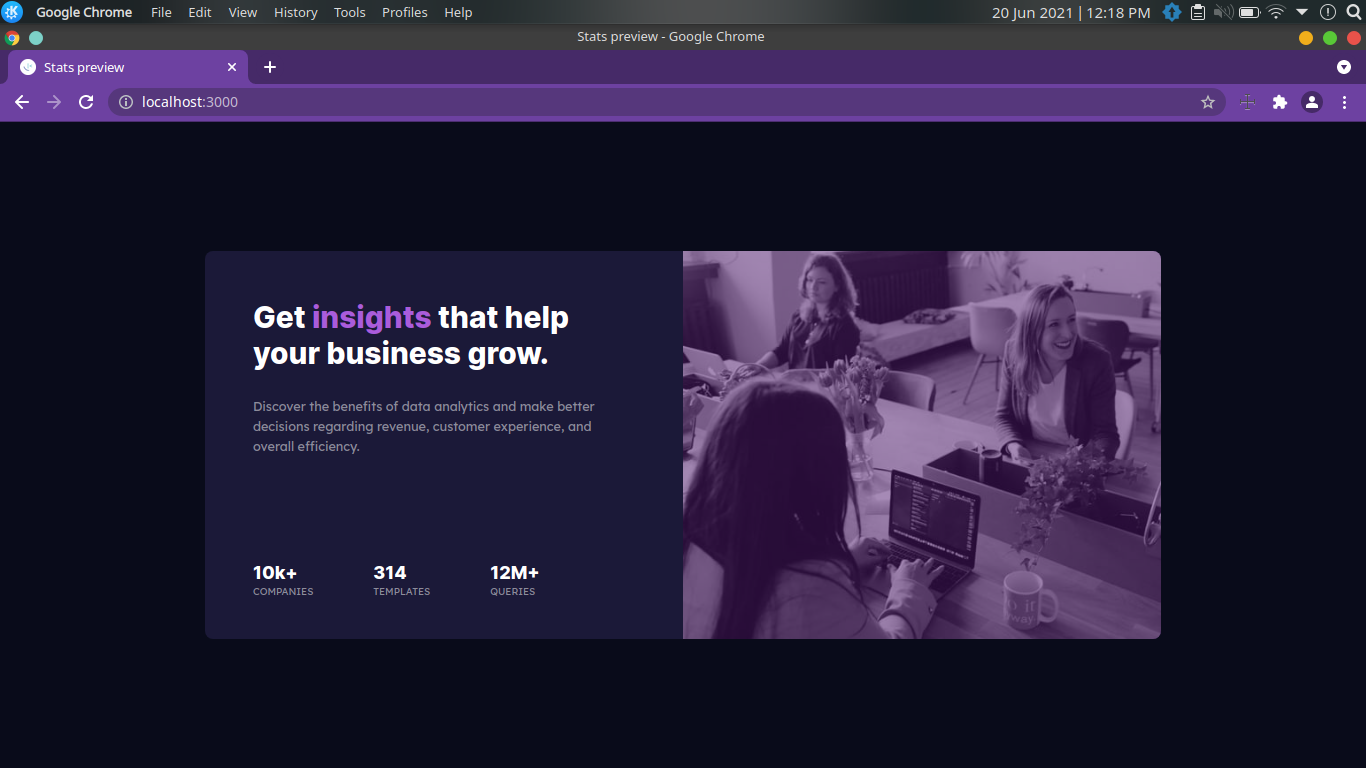 Google Chrome File Edit View History Tools Profiles Help 20 Jun 2021 | 12:18 PM
Stats preview - Google Chrome
Stats preview
localhost:3000
Get insights that help
your business grow.
Discover the benefits of data analytics and make better
decisions regarding revenue, customer experience, and
overall efficiency.
10k+ 314 12M+
COMPANIES TEMPLATES QUERIES